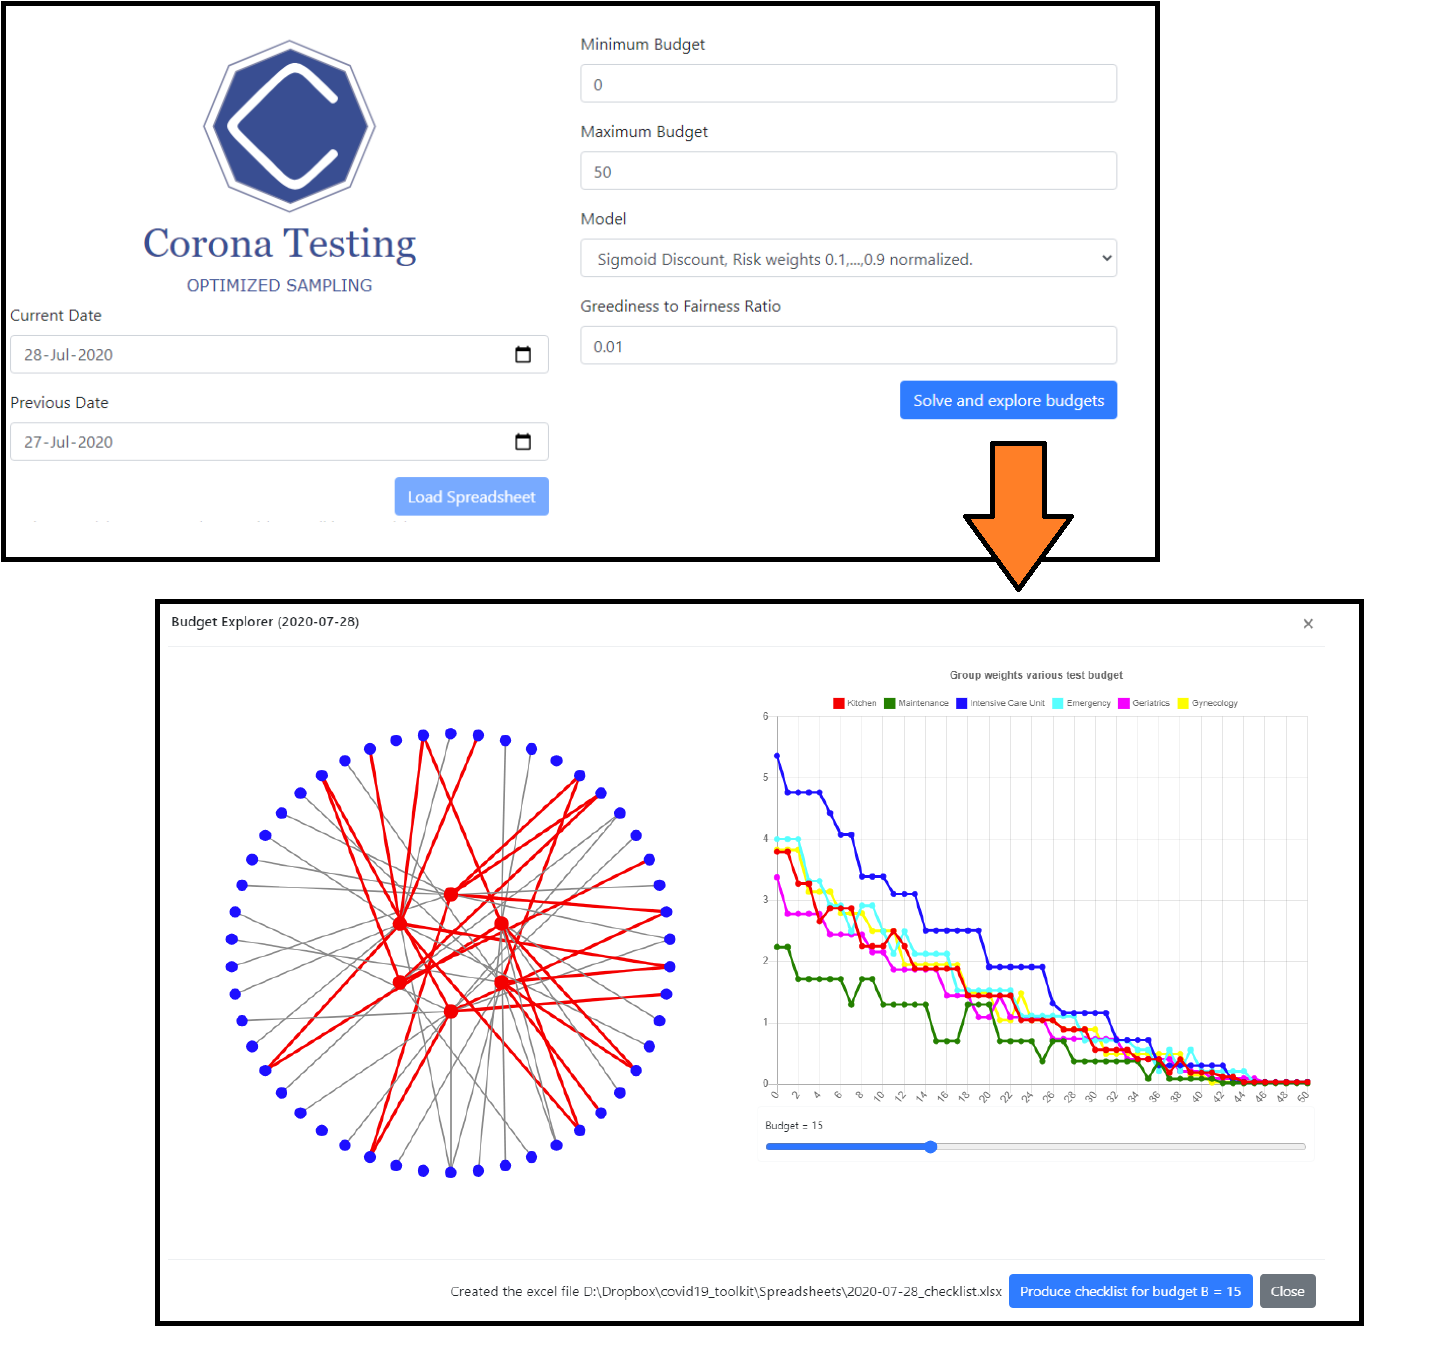 Corona Testing
OPTIMIZED SAMPLING
Current Date
28-Jul-2020
Previous Date
27-Jul-2020
Load Spreadsheet
Minimum Budget
0
Maximum Budget
50
Model
Sigmoid Discount, Risk weights 0.1,...,0.9 normalized.
Greediness to Fairness Ratio
0.01
Solve and explore budgets
Budget Explorer (2020-07-28)
×
Group weights various test budget
Kitchen Maintenance Intensive Care Unit Emergency Geriatrics Gynecology
6
5
4
3
2
1
0
0 2 4 6 8 10 12 14 16 18 20 22 24 26 28 30 32 34 36 38 40 42 44 46 48 50
Budget = 15
Created the excel file D:\Dropbox\covid19_toolkit\Spreadsheets\2020-07-28_checklist.xlsx
Produce checklist for budget B = 15
Close